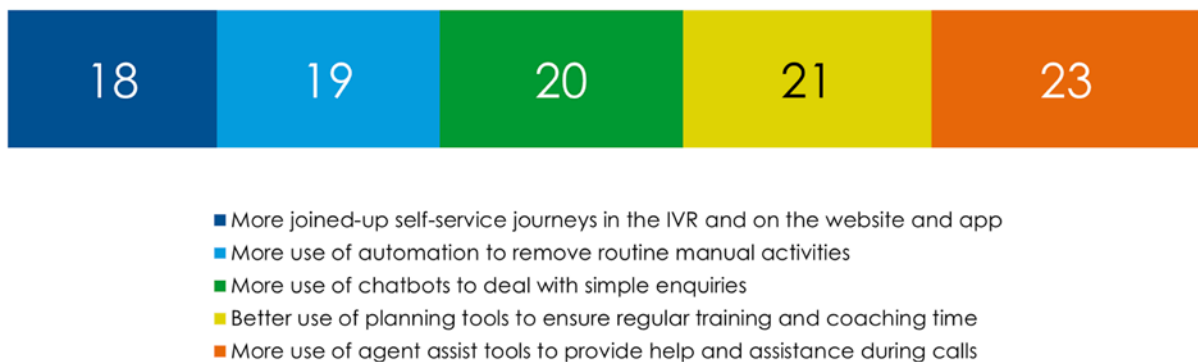 18 19 20 21 23
More joined-up self-service journeys in the IVR and on the website and app
More use of automation to remove routine manual activities
More use of chatbots to deal with simple enquiries
Better use of planning tools to ensure regular training and coaching time
More use of agent assist tools to provide help and assistance during calls